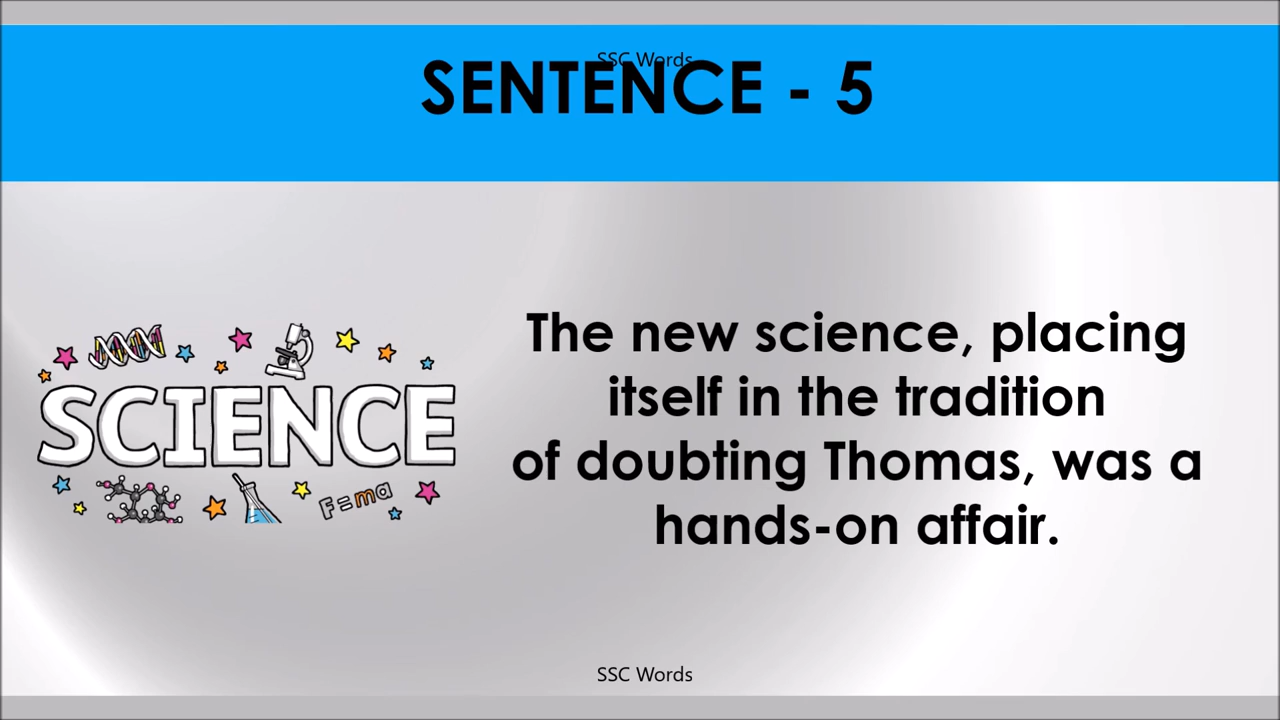 SSC Words
SENTENCE - 5
SCIENCE
F=ma
The new science, placing
itself in the tradition
of doubting Thomas, was a
hands-on affair.
SSC Words